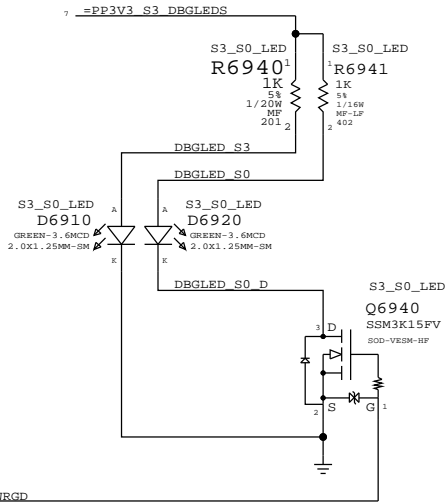 7 =PP3V3_S3_DBGLEDS
S3_S0_LED
R6940
1
1K
5%
1/20W
MF
201
2
S3_S0_LED
1
R6941
1K
5%
1/16W
MF-LF
402
2
DBGLED_S3
DBGLED_S0
S3_S0_LED
D6910
GREEN-3.6MCD
2.0X1.25MM-SM
A
K
S3_S0_LED
D6920
GREEN-3.6MCD
2.0X1.25MM-SM
A
K
DBGLED_S0_D
S3_S0_LED
Q6940
SSM3K15FV
SOD-VESM-HF
3 D
2 S
G 1